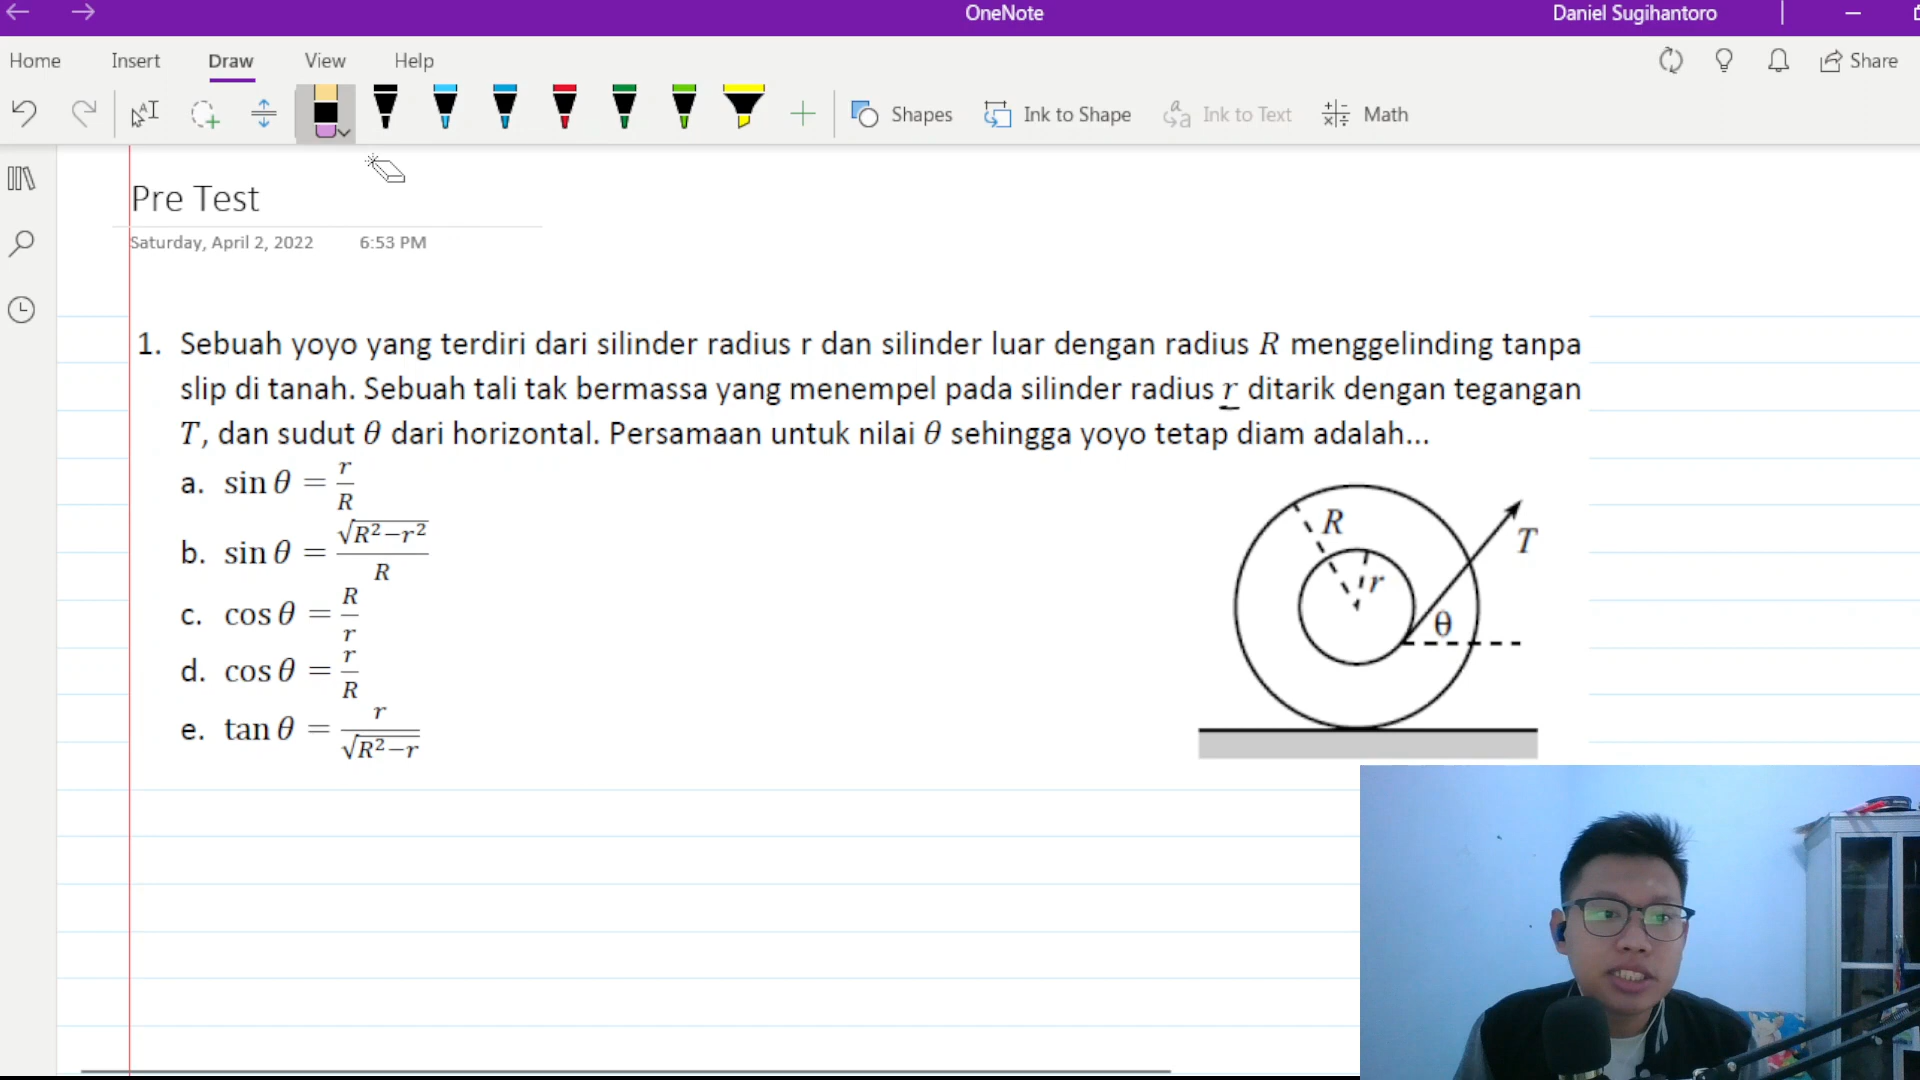 OneNote
Daniel Sugihantoro
Home Insert Draw View Help
Share
Shapes Ink to Shape Ink to Text Math
Pre Test
Saturday, April 2, 2022 6:53 PM
1. Sebuah yoyo yang terdiri dari silinder radius r dan silinder luar dengan radius R menggelinding tanpa
slip di tanah. Sebuah tali tak bermassa yang menempel pada silinder radius r ditarik dengan tegangan
T, dan sudut θ dari horizontal. Persamaan untuk nilai θ sehingga yoyo tetap diam adalah...
a. sin θ = r/R
b. sin θ = √(R²−r²)/R
c. cos θ = R/r
d. cos θ = r/R
e. tan θ = r/√(R²−r)
R
T
r
θ